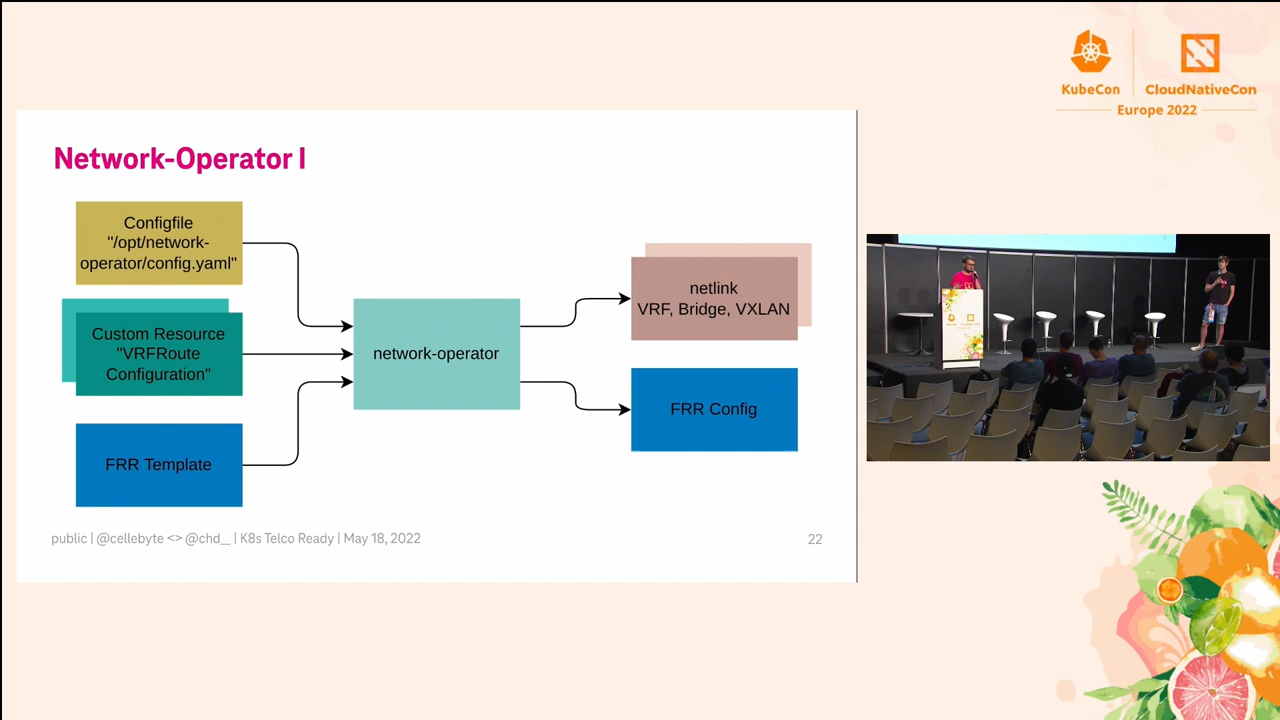 KubeCon
CloudNativeCon
Europe 2022
Network-Operator I
Configfile
"/opt/network-
operator/config.yaml"
Custom Resource
"VRFRoute
Configuration"
FRR Template
network-operator
netlink
VRF, Bridge, VXLAN
FRR Config
public | @cellebyte <> @chd_ | K8s Telco Ready | May 18, 2022
22